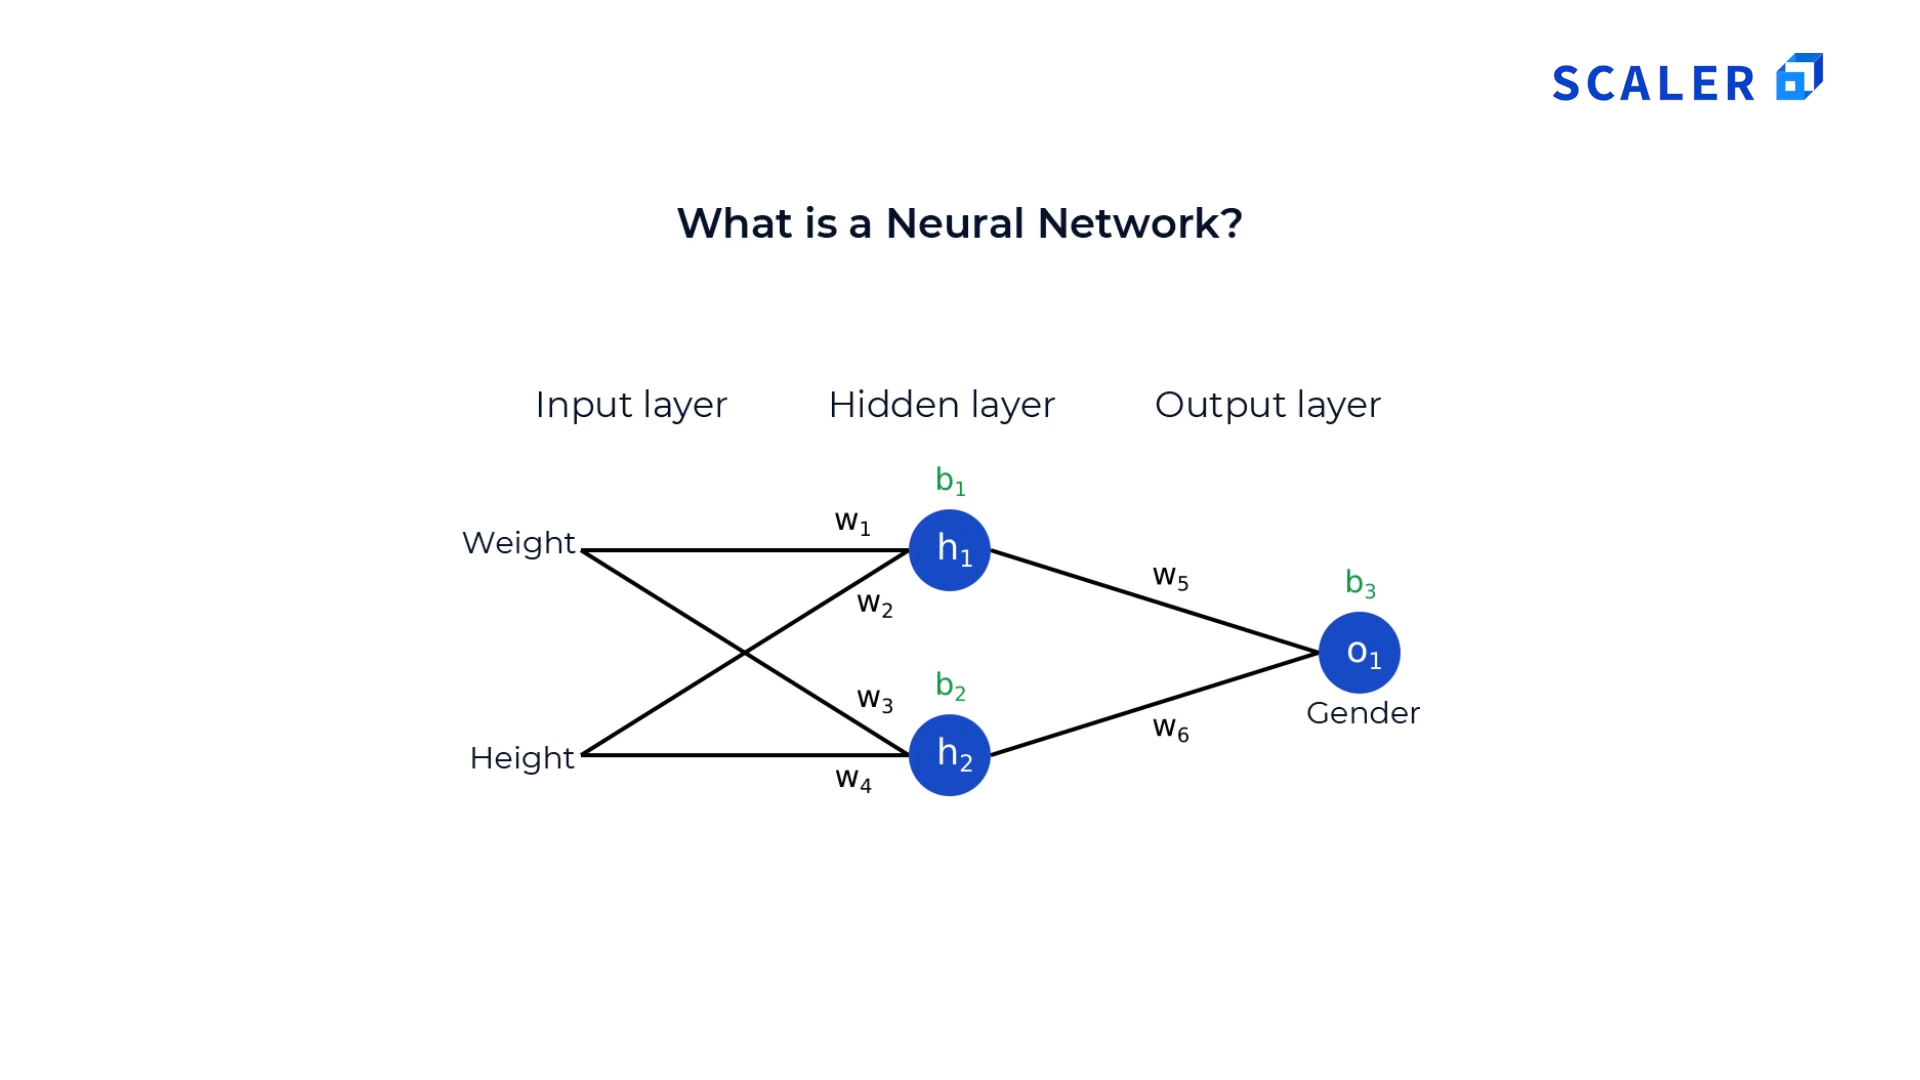 SCALER
What is a Neural Network?
Input layer Hidden layer Output layer
b₁
w₁
Weight
h₁
w₂
w₅
b₃
o₁
Gender
w₃
b₂
w₆
Height
h₂
w₄